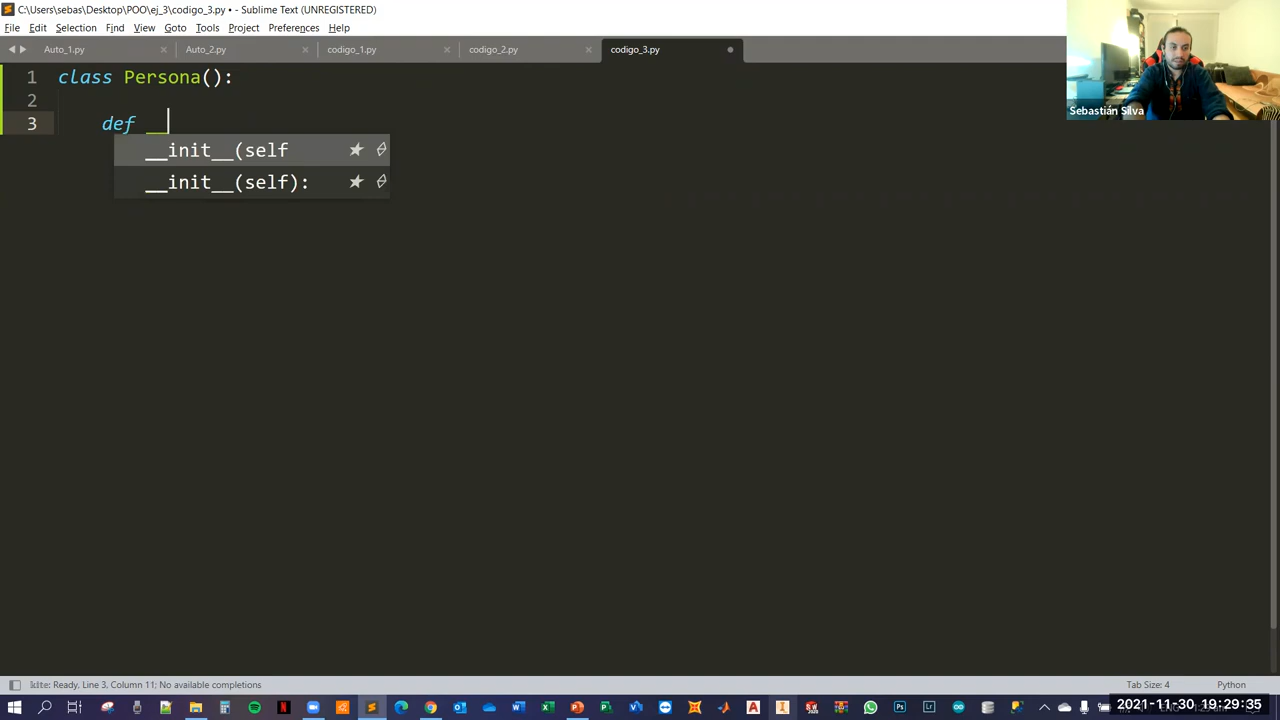 C:\Users\sebas\Desktop\POO\ej_3\codigo_3.py • - Sublime Text (UNREGISTERED)
File Edit Selection Find View Goto Tools Project Preferences Help
Auto_1.py Auto_2.py codigo_1.py codigo_2.py codigo_3.py
Sebastián Silva
1 class Persona():
2
3 def __
__init__(self
__init__(self):
Ready, Line 3, Column 11; No available completions
Tab Size: 4 Python
2021-11-30 19:29:35